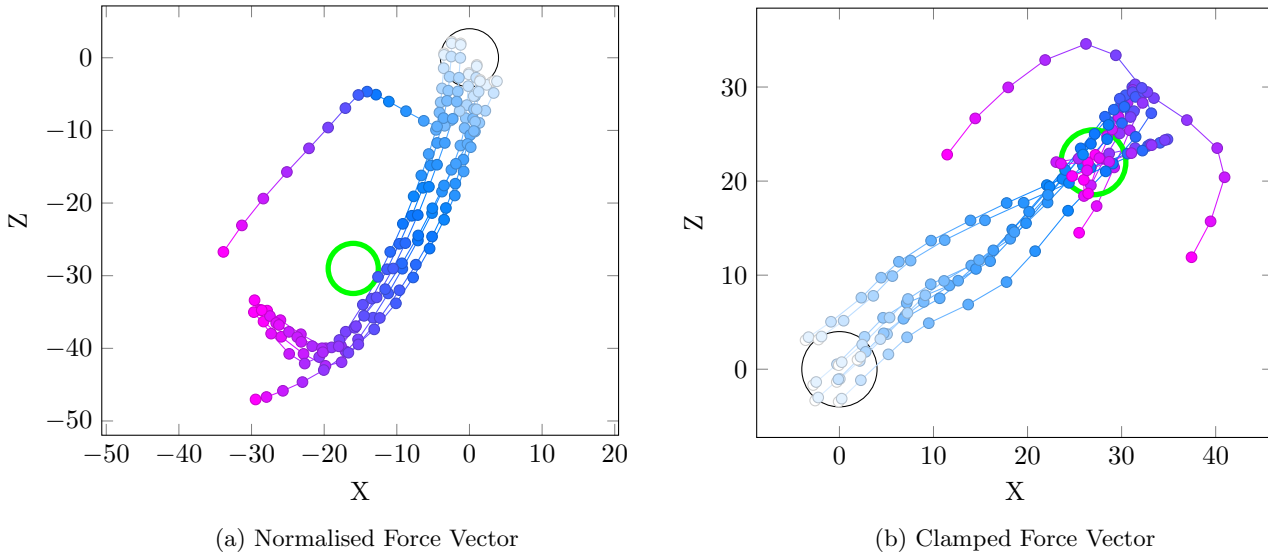 0
−10
−20
−30
−40
−50
Z
−50 −40 −30 −20 −10 0 10 20
X
(a) Normalised Force Vector
30
20
10
0
Z
0 10 20 30 40
X
(b) Clamped Force Vector